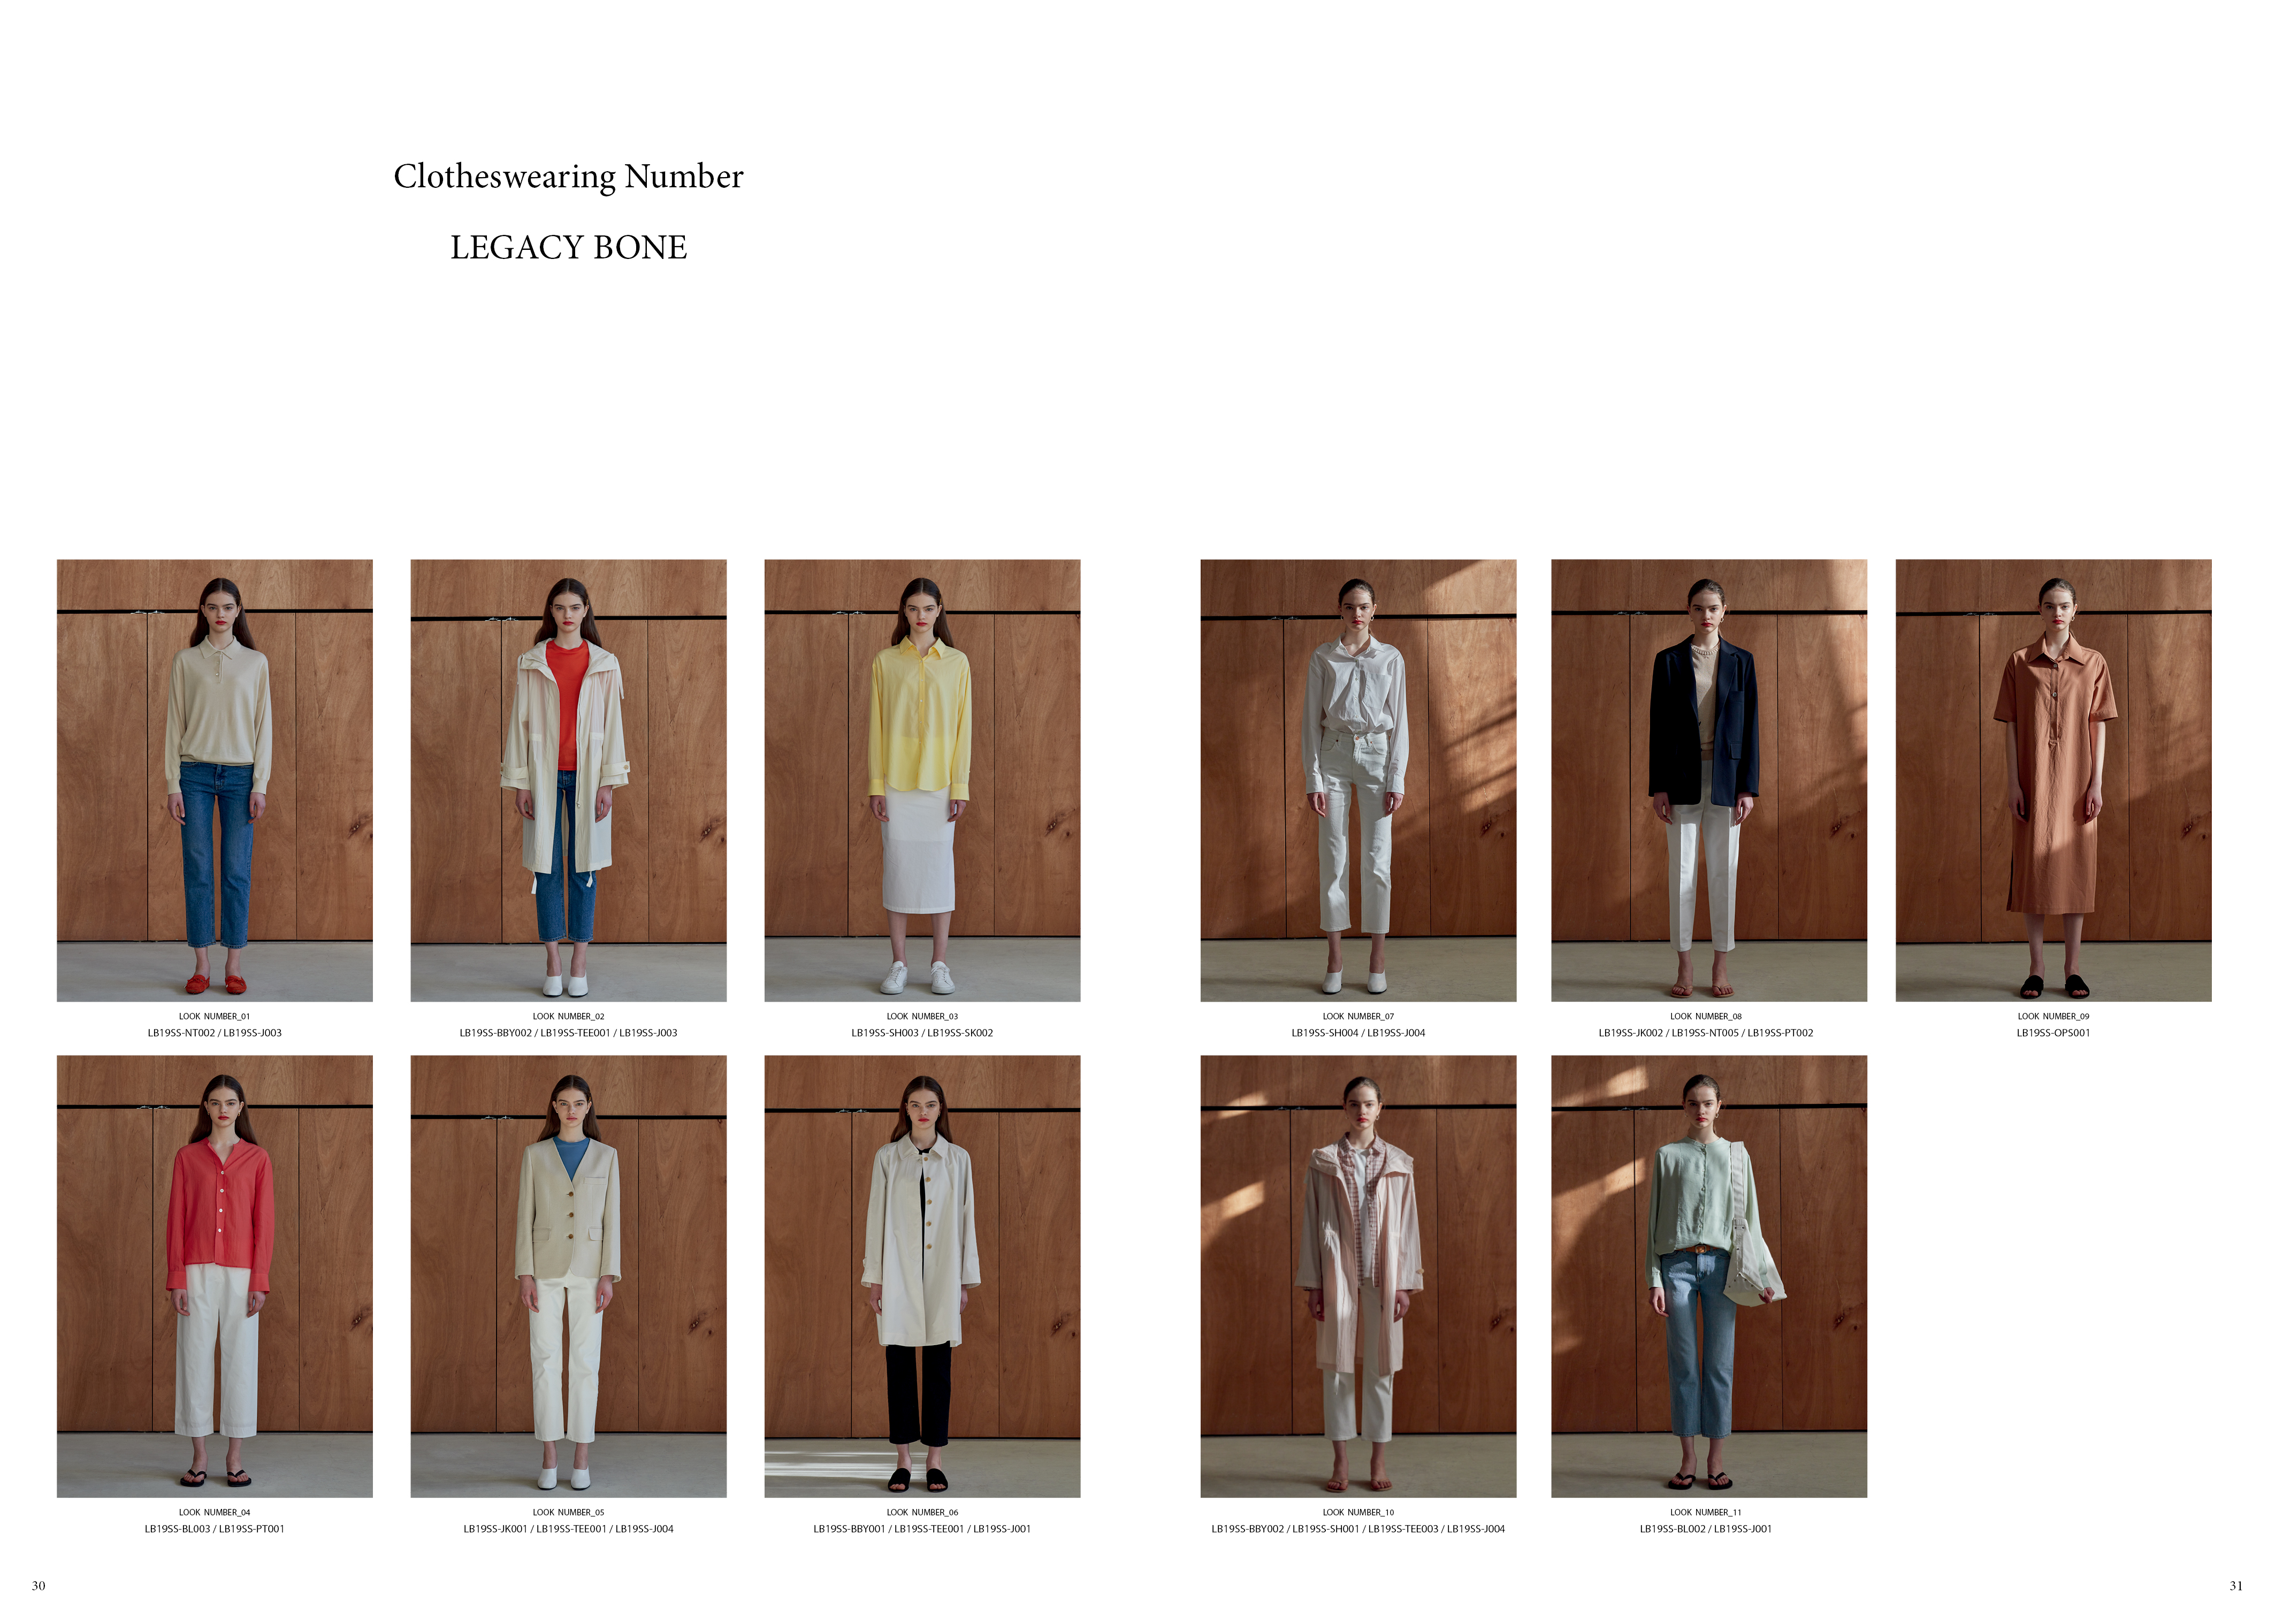 Clotheswearing Number
LEGACY BONE
LOOK NUMBER_01
LB19SS-NT002 / LB19SS-J003
LOOK NUMBER_02
LB19SS-BBY002 / LB19SS-TEE001 / LB19SS-J003
LOOK NUMBER_03
LB19SS-SH003 / LB19SS-SK002
LOOK NUMBER_04
LB19SS-BL003 / LB19SS-PT001
LOOK NUMBER_05
LB19SS-JK001 / LB19SS-TEE001 / LB19SS-J004
LOOK NUMBER_06
LB19SS-BBY001 / LB19SS-TEE001 / LB19SS-J001
30
LOOK NUMBER_07
LB19SS-SH004 / LB19SS-J004
LOOK NUMBER_08
LB19SS-JK002 / LB19SS-NT005 / LB19SS-PT002
LOOK NUMBER_09
LB19SS-OPS001
LOOK NUMBER_10
LB19SS-BBY002 / LB19SS-SH001 / LB19SS-TEE003 / LB19SS-J004
LOOK NUMBER_11
LB19SS-BL002 / LB19SS-J001
31